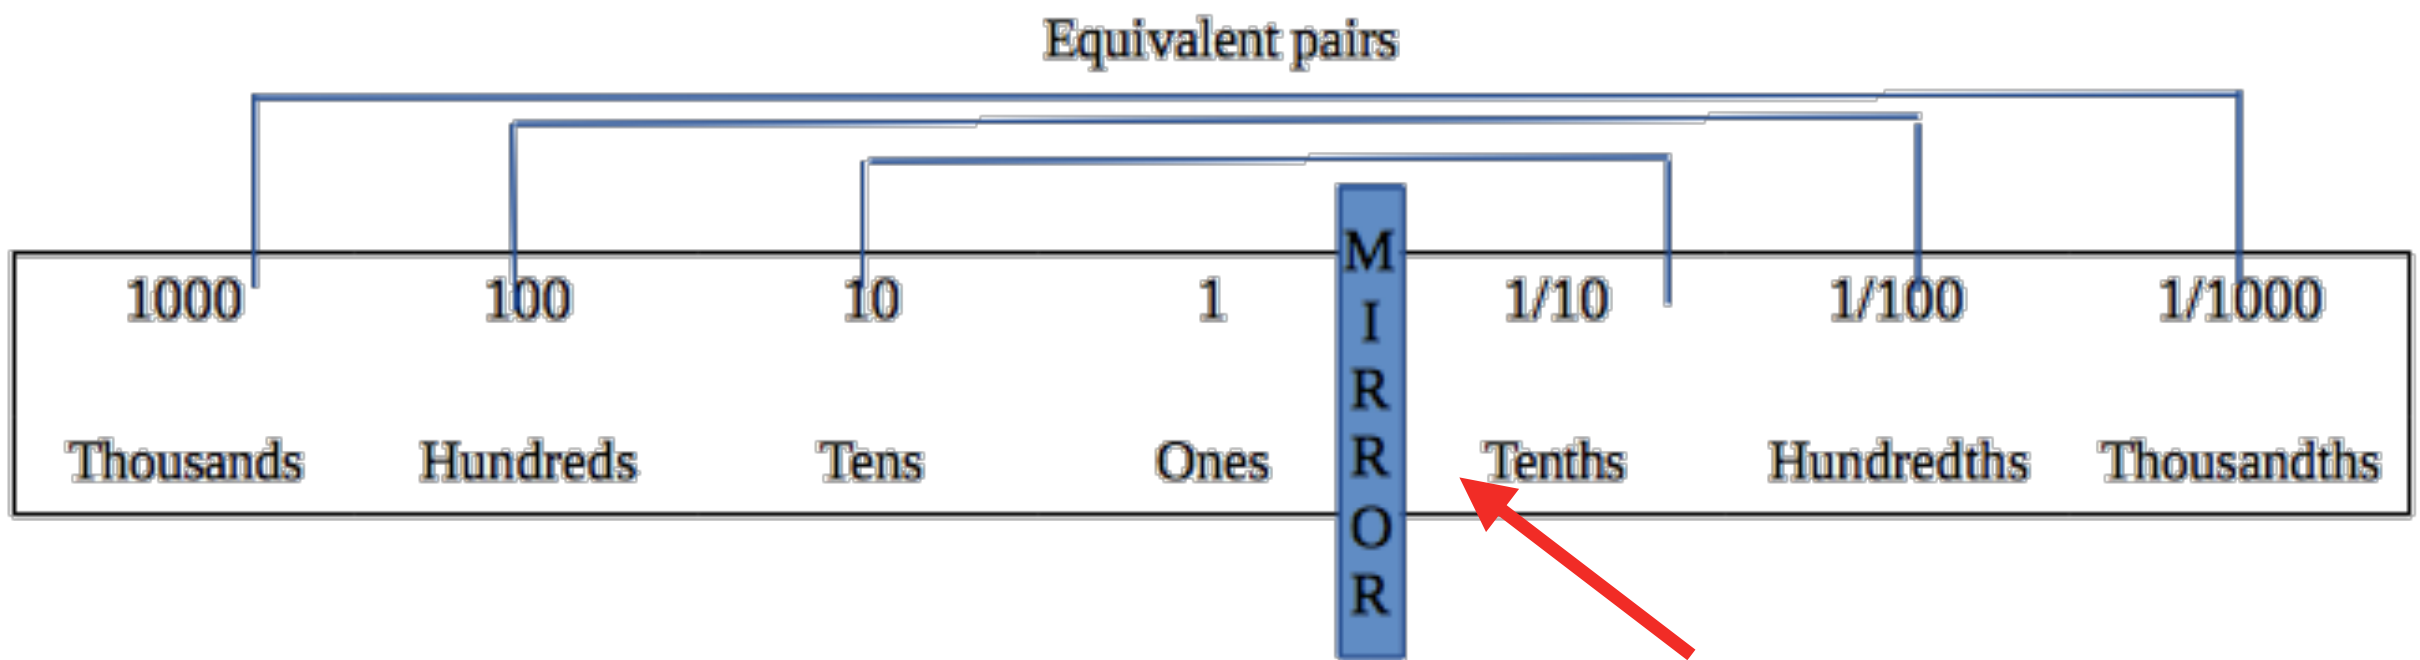 Equivalent pairs
1000 100 10 1 1/10 1/100 1/1000
Thousands Hundreds Tens Ones Tenths Hundredths Thousandths
MIRROR